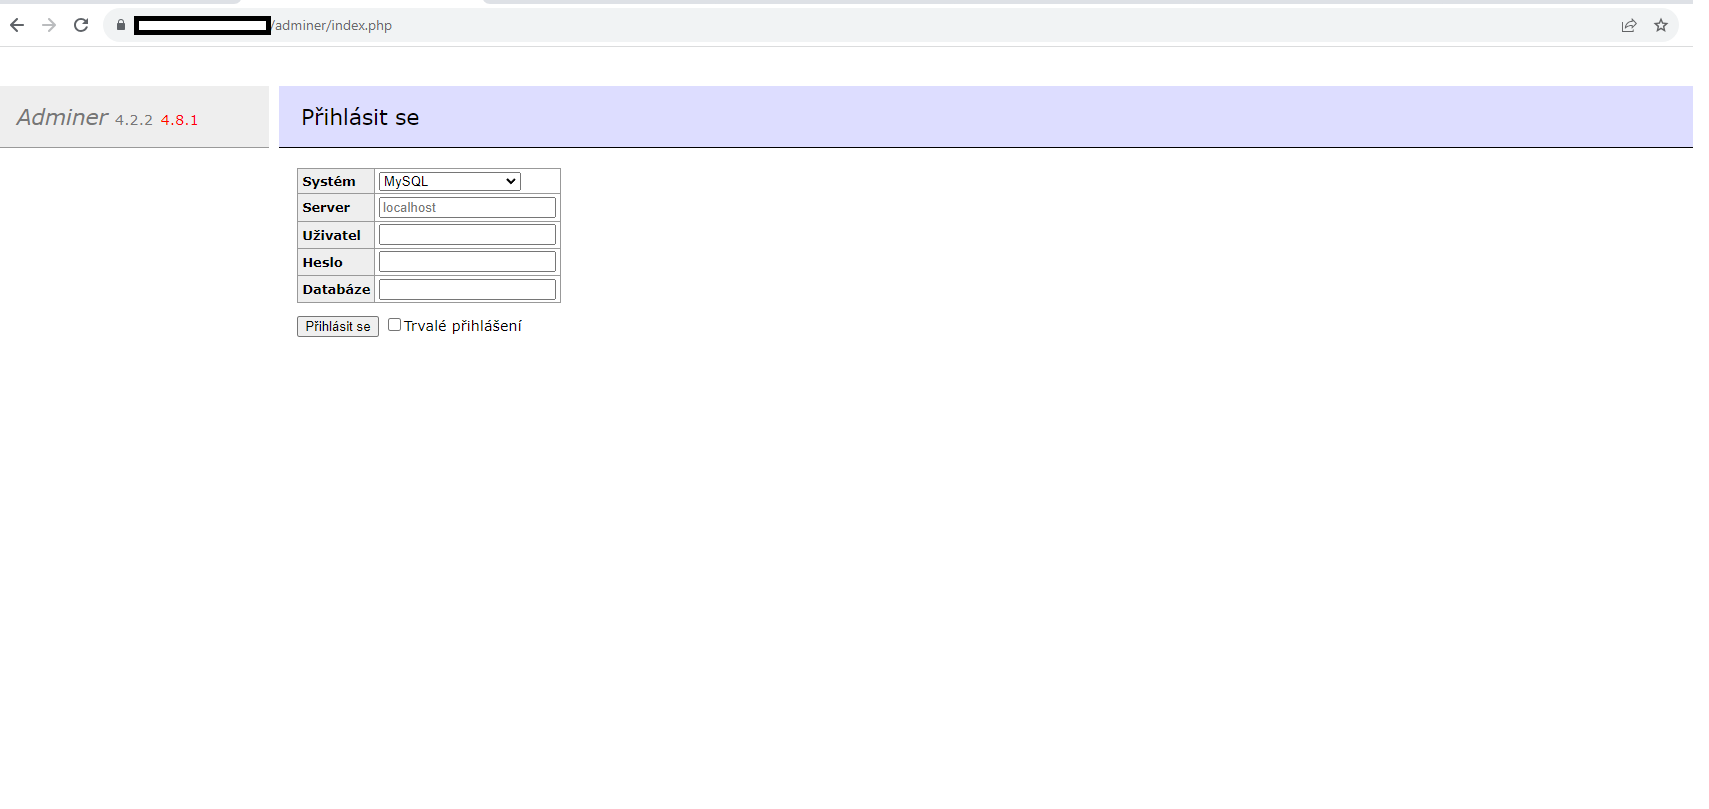 /adminer/index.php
Adminer 4.2.2 4.8.1
Přihlásit se
Systém MySQL
Server localhost
Uživatel
Heslo
Databáze
Přihlásit se Trvalé přihlášení